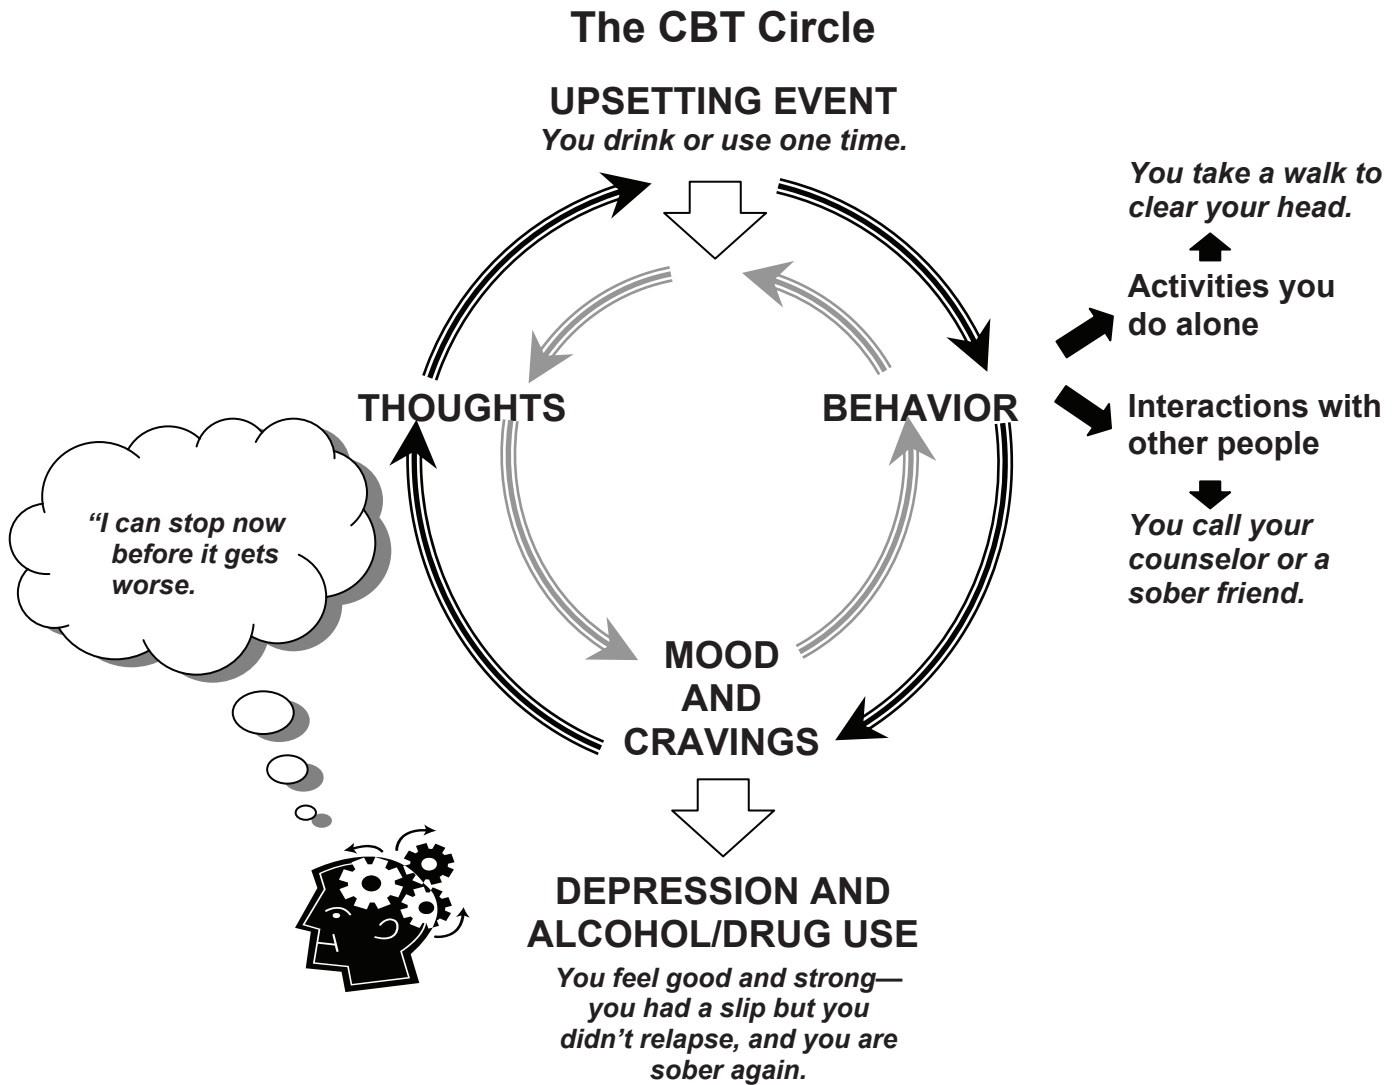 The CBT Circle
UPSETTING EVENT
You drink or use one time.
You take a walk to
clear your head.
Activities you
do alone
THOUGHTS
BEHAVIOR
Interactions with
other people
“I can stop now
before it gets
worse.
You call your
counselor or a
sober friend.
MOOD
AND
CRAVINGS
DEPRESSION AND
ALCOHOL/DRUG USE
You feel good and strong—
you had a slip but you
didn’t relapse, and you are
sober again.